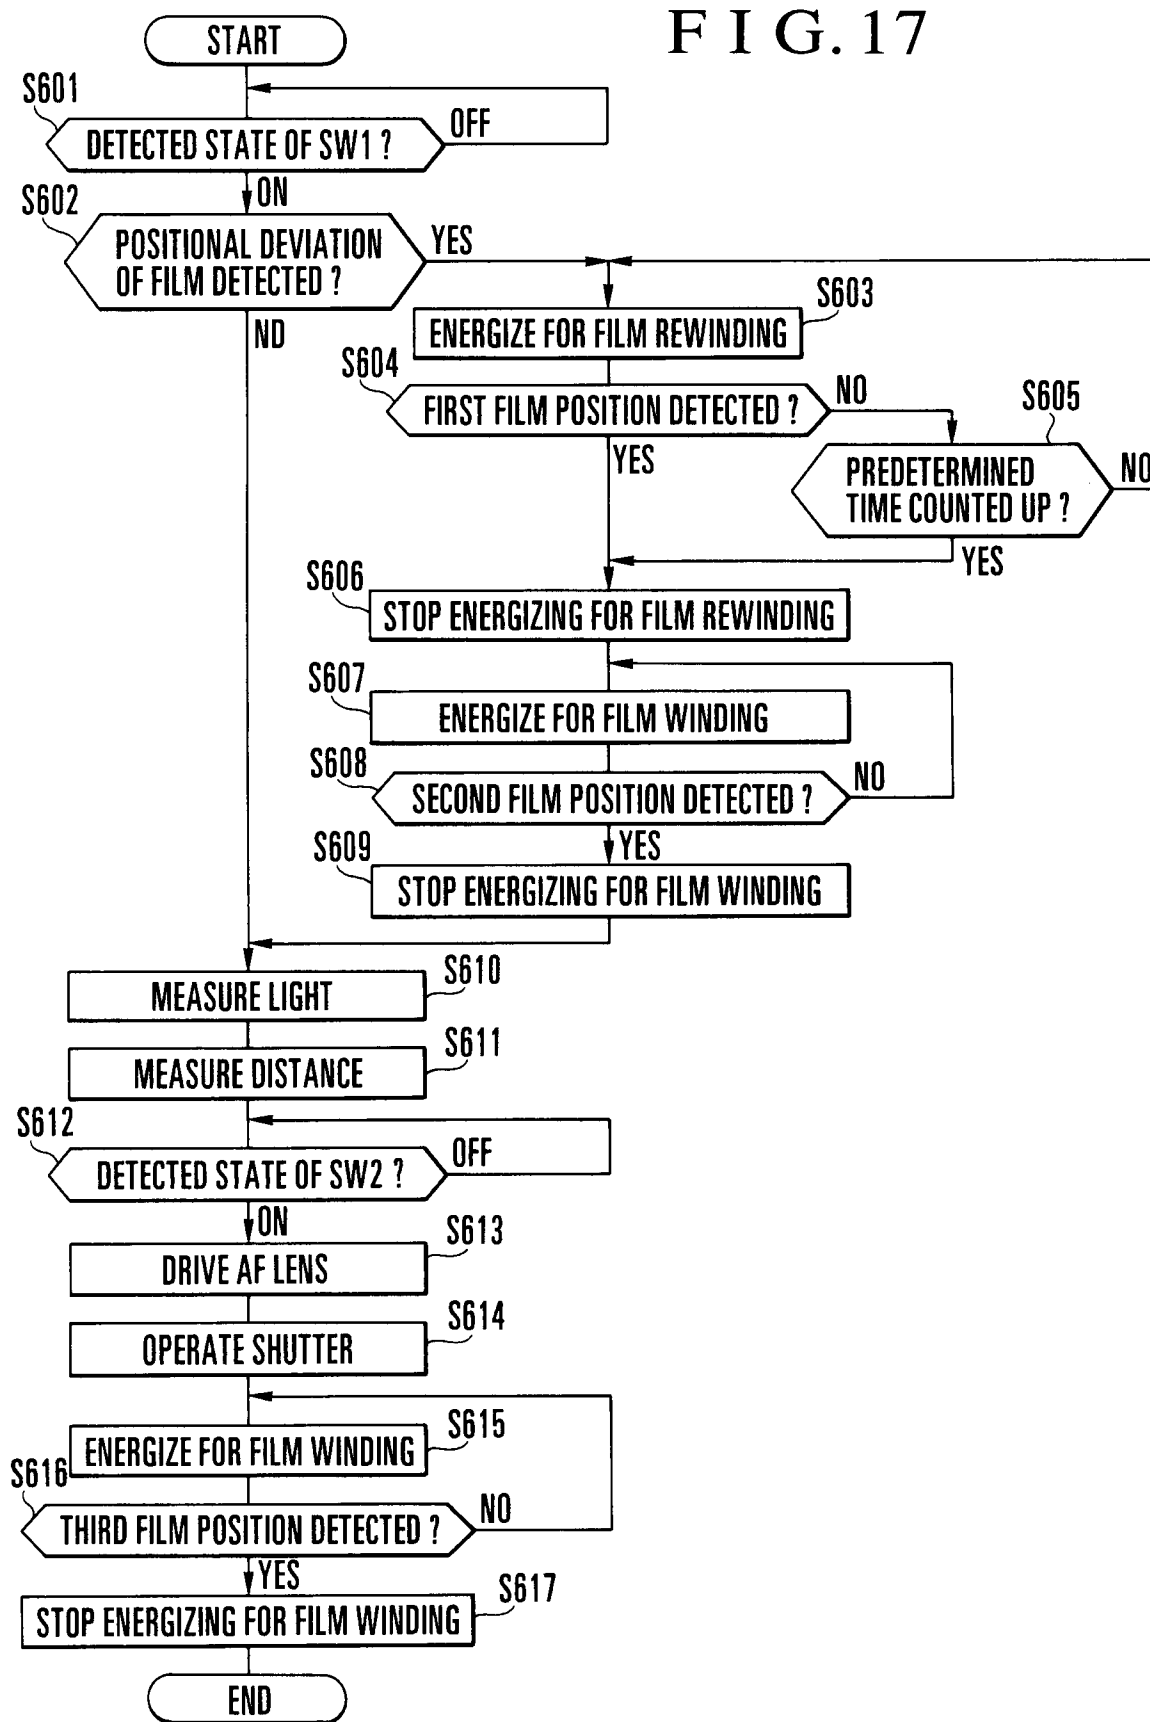 FIG. 17
START
S601
DETECTED STATE OF SW1 ?
OFF
ON
S602
POSITIONAL DEVIATION
OF FILM DETECTED ?
YES
ND
S603
ENERGIZE FOR FILM REWINDING
S604
FIRST FILM POSITION DETECTED ?
NO
YES
S605
PREDETERMINED
TIME COUNTED UP ?
NO
YES
S606
STOP ENERGIZING FOR FILM REWINDING
S607
ENERGIZE FOR FILM WINDING
S608
SECOND FILM POSITION DETECTED ?
NO
YES
S609
STOP ENERGIZING FOR FILM WINDING
S610
MEASURE LIGHT
S611
MEASURE DISTANCE
S612
DETECTED STATE OF SW2 ?
OFF
ON
S613
DRIVE AF LENS
S614
OPERATE SHUTTER
S615
ENERGIZE FOR FILM WINDING
S616
THIRD FILM POSITION DETECTED ?
NO
YES
S617
STOP ENERGIZING FOR FILM WINDING
END